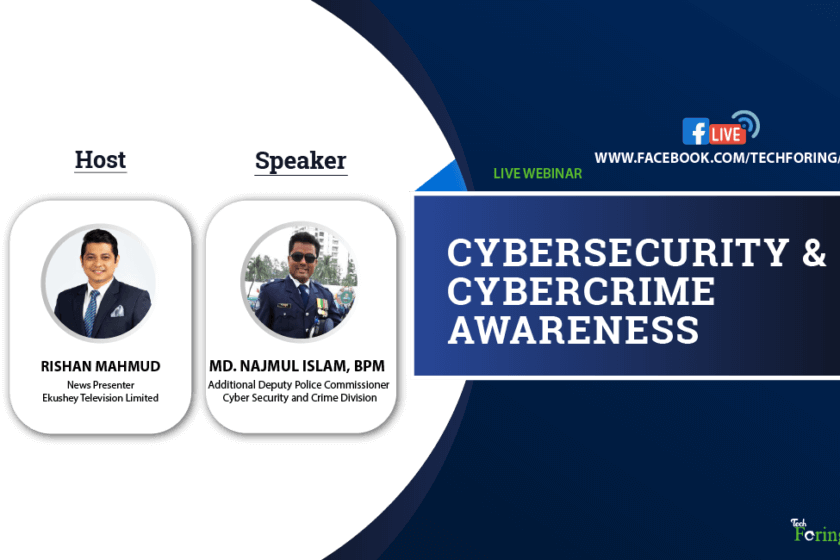 Host
Speaker
RISHAN MAHMUD
News Presenter
Ekushey Television Limited
MD. NAJMUL ISLAM, BPM
Additional Deputy Police Commissioner
Cyber Security and Crime Division
f LIVE
WWW.FACEBOOK.COM/TECHFORING/
LIVE WEBINAR
CYBERSECURITY &
CYBERCRIME
AWARENESS
Tech
Foring